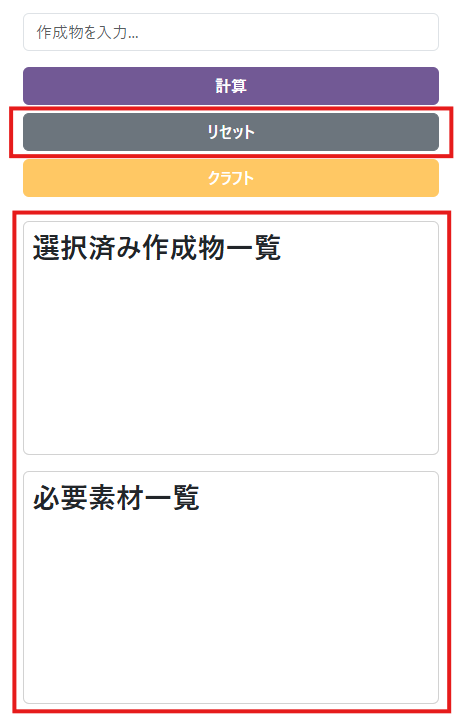 作成物を入力...
計算
リセット
クラフト
選択済み作成物一覧
必要素材一覧